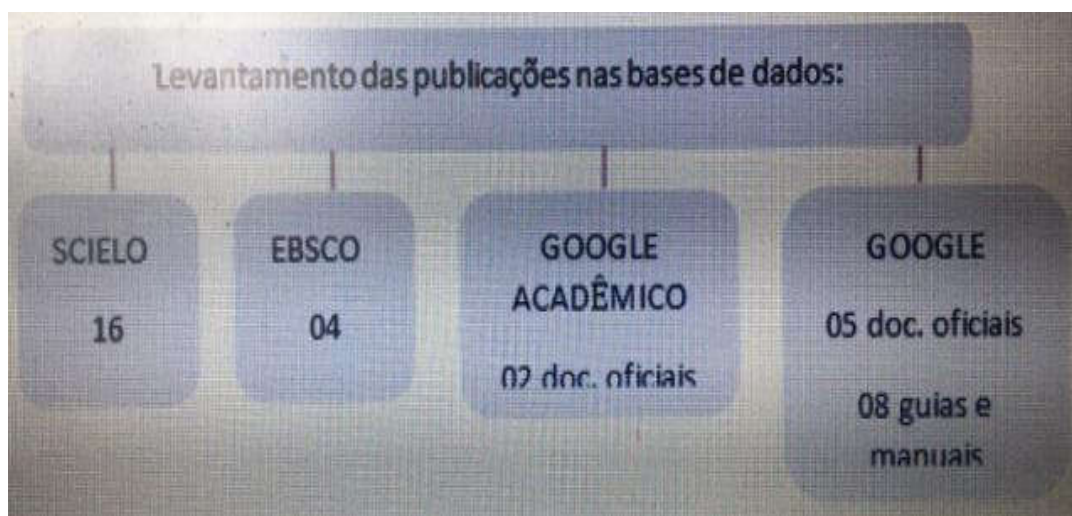 Levantamento das publicações nas bases de dados:
SCIELO
16
EBSCO
04
GOOGLE
ACADÊMICO
02 doc. oficiais
GOOGLE
05 doc. oficiais
08 guias e
manuais